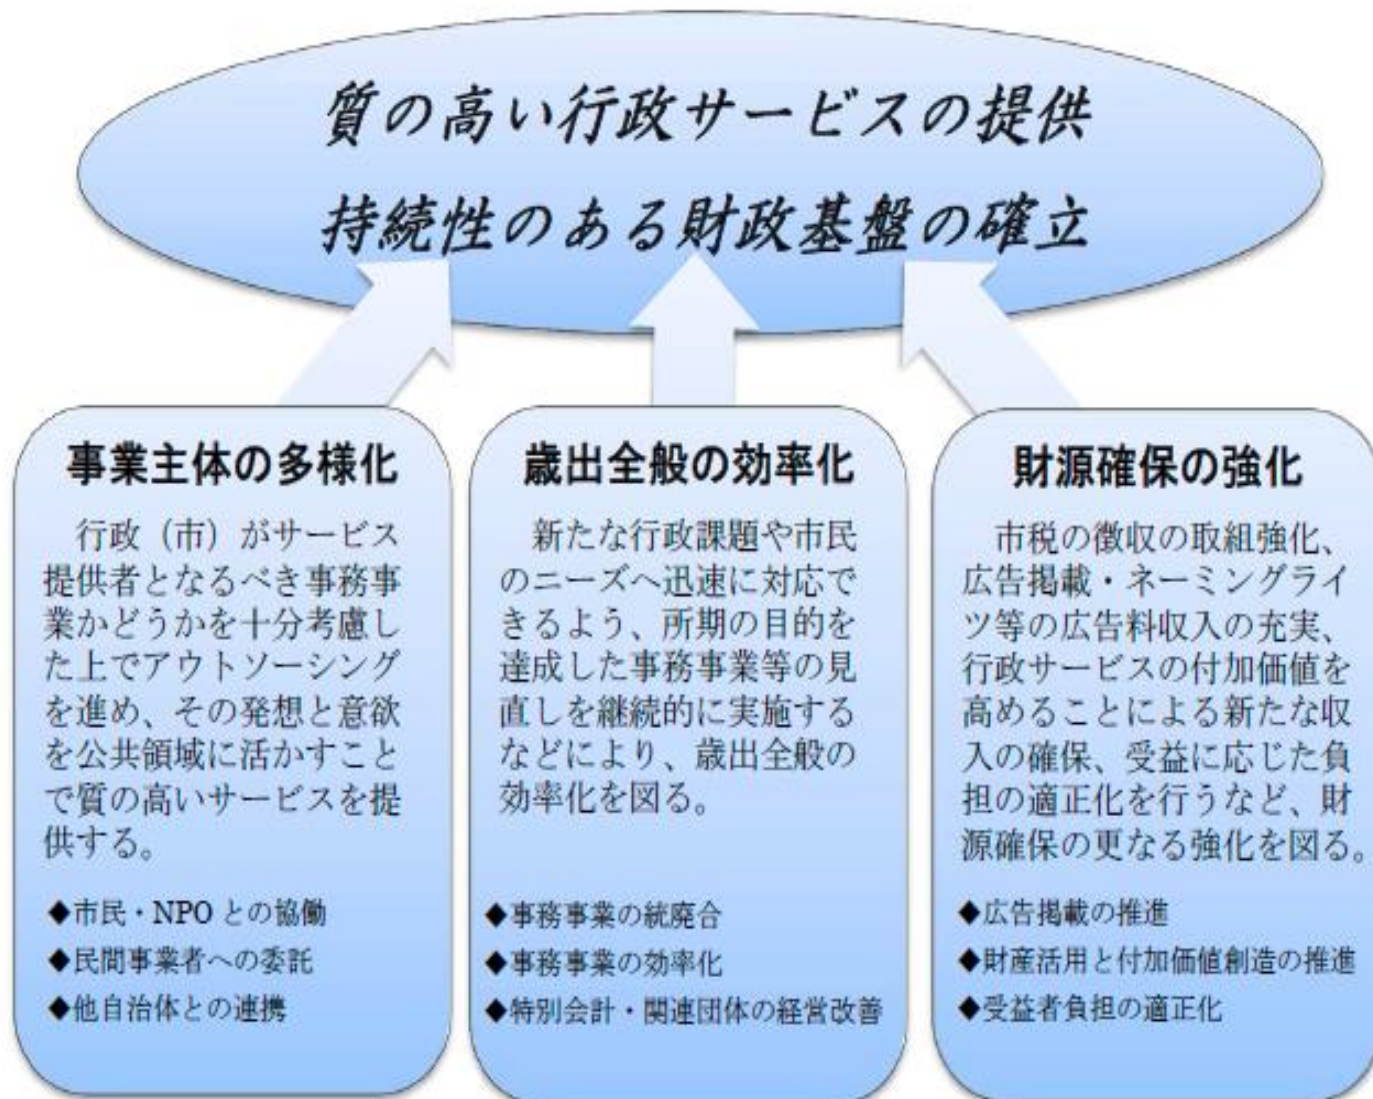 質の高い行政サービスの提供
持続性のある財政基盤の確立
事業主体の多様化
行政（市）がサービス
提供者となるべき事務事
業かどうかを十分考慮し
た上でアウトソーシング
を進め、その発想と意欲
を公共領域に活かすこと
で質の高いサービスを提
供する。
◆市民・NPO との協働
◆民間事業者への委託
◆他自治体との連携
歳出全般の効率化
新たな行政課題や市民
のニーズへ迅速に対応で
きるよう、所期の目的を
達成した事務事業等の見
直しを継続的に実施する
などにより、歳出全般の
効率化を図る。
◆事務事業の統廃合
◆事務事業の効率化
◆特別会計・関連団体の経営改善
財源確保の強化
市税の徴収の取組強化、
広告掲載・ネーミングライ
ツ等の広告料収入の充実、
行政サービスの付加価値を
高めることによる新たな収
入の確保、受益に応じた負
担の適正化を行うなど、財
源確保の更なる強化を図る。
◆広告掲載の推進
◆財産活用と付加価値創造の推進
◆受益者負担の適正化